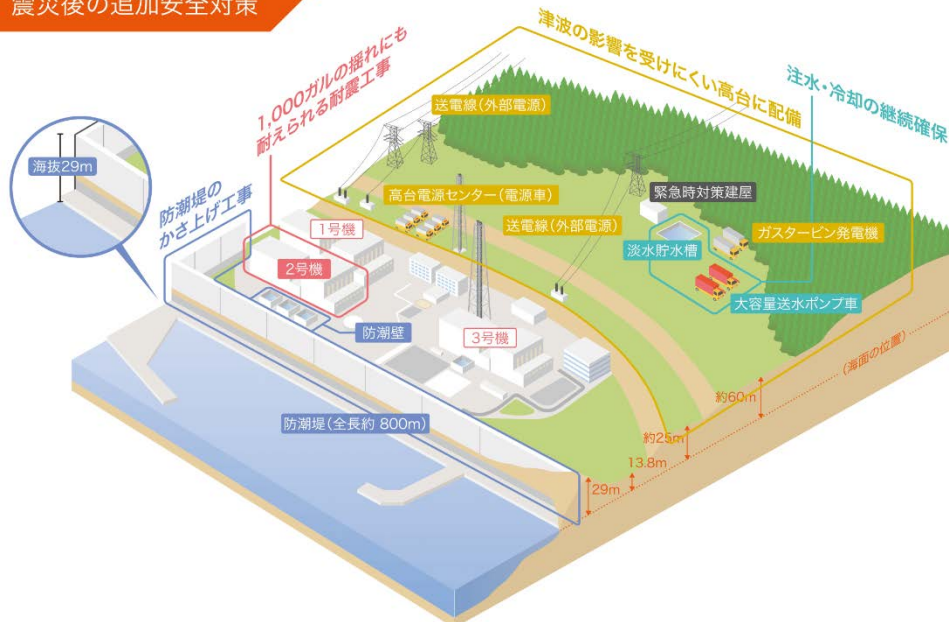 震災後の追加安全対策
津波の影響を受けにくい高台に配備
注水・冷却の継続確保
1,000ガルの揺れにも
耐えられる耐震工事
送電線(外部電源)
海抜29m
防潮堤の
かさ上げ工事
高台電源センター(電源車)
緊急時対策建屋
1号機
送電線(外部電源)
ガスタービン発電機
淡水貯水槽
2号機
大容量送水ポンプ車
防潮壁
3号機
(海面の位置)
約60m
防潮堤(全長約 800m)
約25m
13.8m
29m